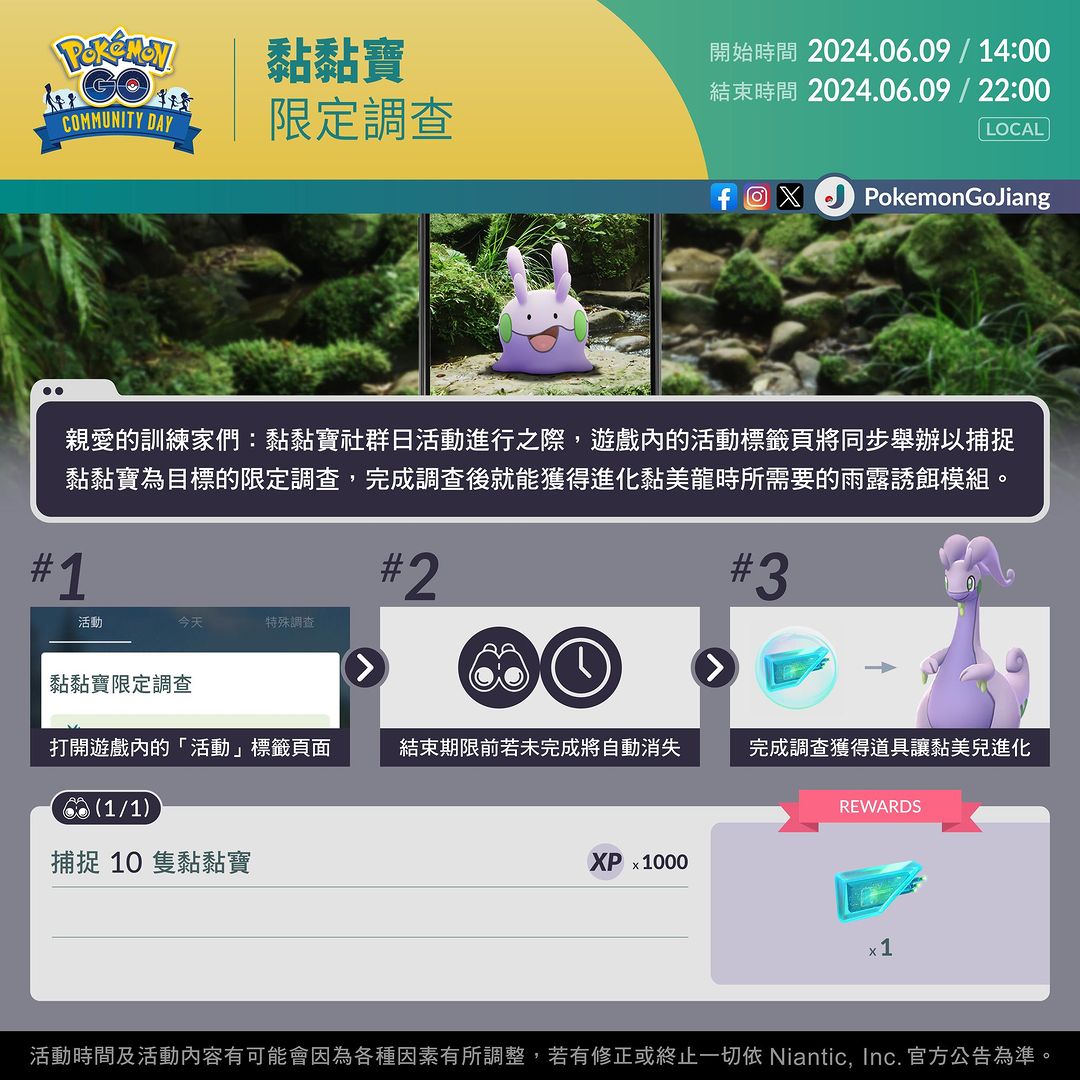 Pokémon
GO
COMMUNITY DAY
黏黏寶
限定調查
開始時間 2024.06.09 / 14:00
結束時間 2024.06.09 / 22:00
LOCAL
PokemonGoJiang
親愛的訓練家們：黏黏寶社群日活動進行之際，遊戲內的活動標籤頁將同步舉辦以捕捉
黏黏寶為目標的限定調查，完成調查後就能獲得進化黏美龍時所需要的雨露誘餌模組。
#1
活動 今天 特殊調查
黏黏寶限定調查
打開遊戲內的「活動」標籤頁面
#2
結束期限前若未完成將自動消失
#3
完成調查獲得道具讓黏美兒進化
(1/1)
捕捉 10 隻黏黏寶
XP x1000
REWARDS
x1
活動時間及活動內容有可能會因為各種因素有所調整，若有修正或終止一切依 Niantic, Inc. 官方公告為準。